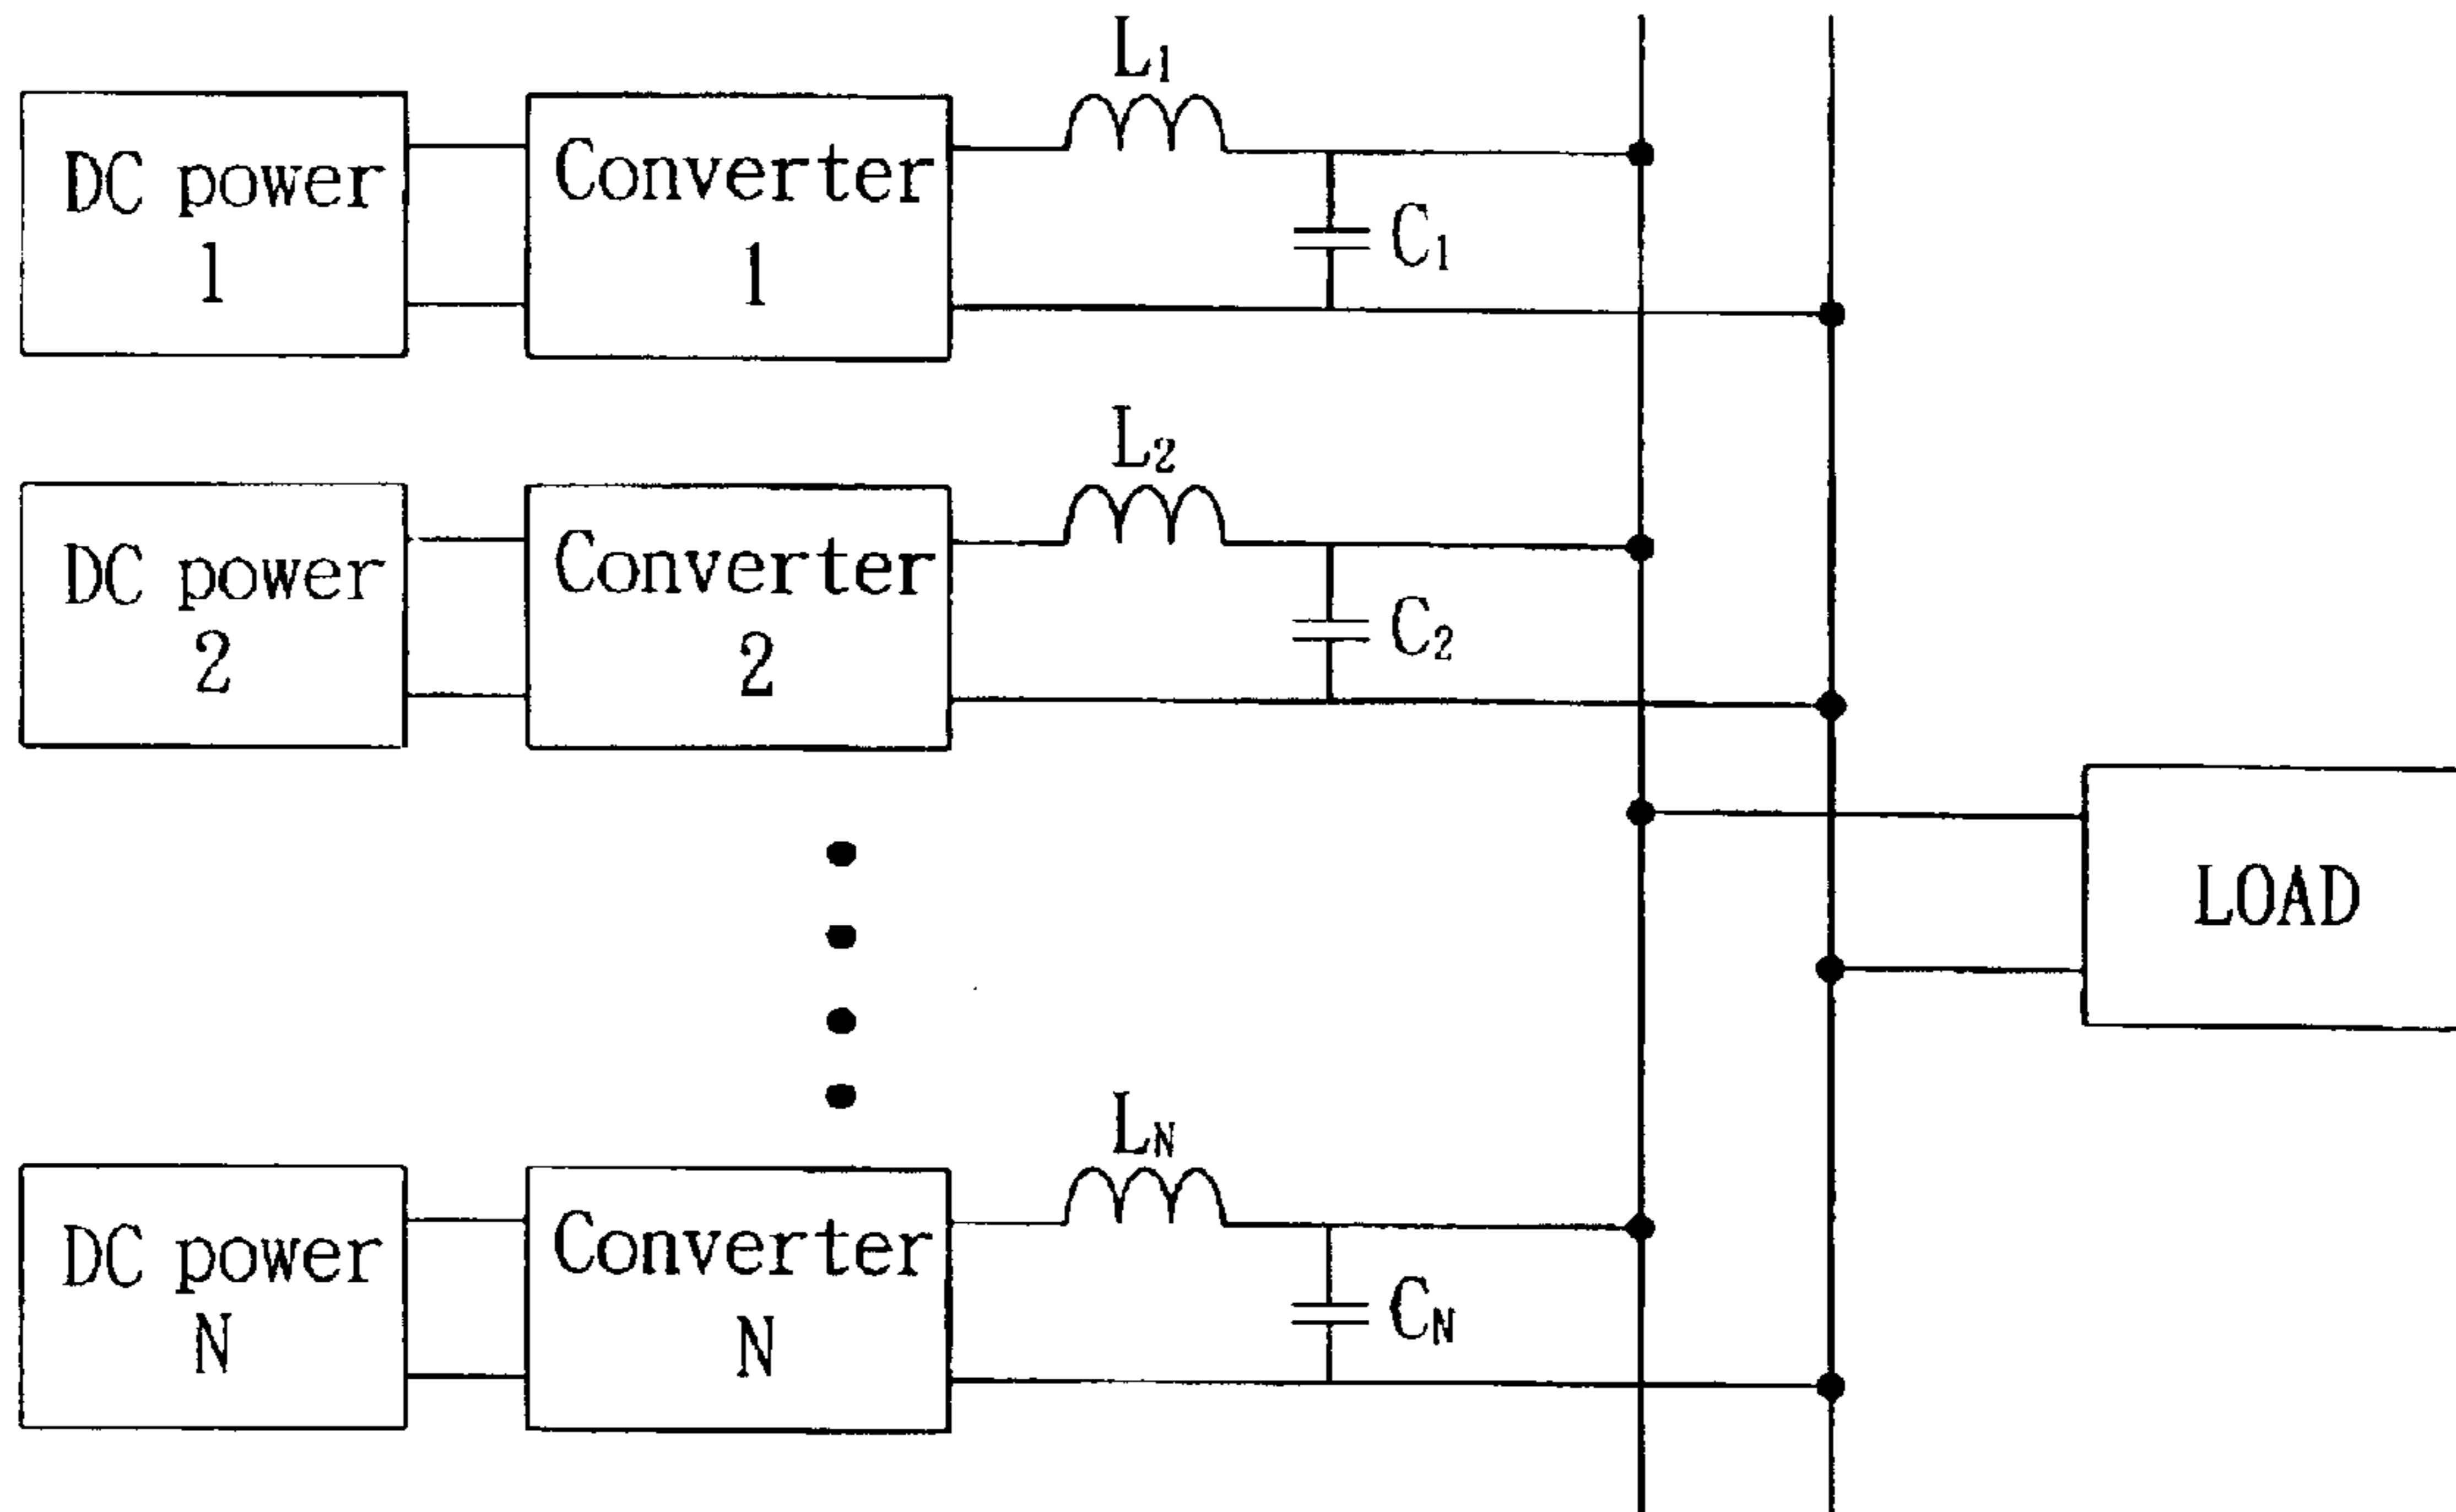 L1
DC power
1
Converter
1
C1
L2
DC power
2
Converter
2
C2
LOAD
LN
DC power
N
Converter
N
CN